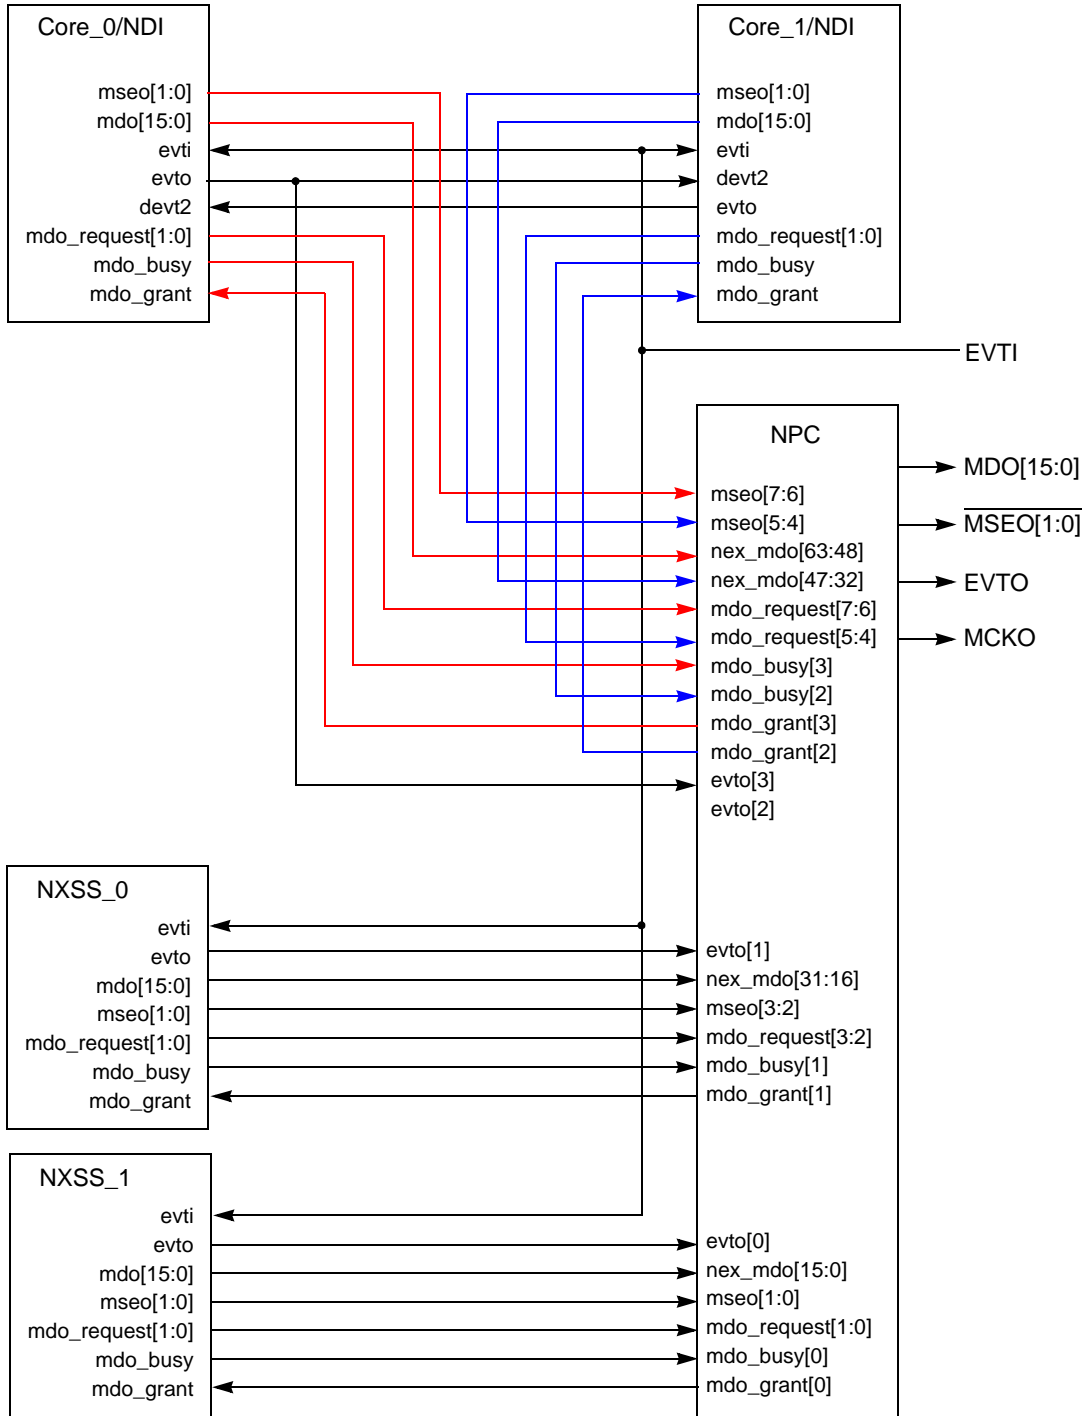 Core_0/NDI
mseo[1:0]
mdo[15:0]
evti
evto
devt2
mdo_request[1:0]
mdo_busy
mdo_grant
Core_1/NDI
mseo[1:0]
mdo[15:0]
evti
devt2
evto
mdo_request[1:0]
mdo_busy
mdo_grant
EVTI
NPC
mseo[7:6]
mseo[5:4]
nex_mdo[63:48]
nex_mdo[47:32]
mdo_request[7:6]
mdo_request[5:4]
mdo_busy[3]
mdo_busy[2]
mdo_grant[3]
mdo_grant[2]
evto[3]
evto[2]
MDO[15:0]
MSEO[1:0]
EVTO
MCKO
NXSS_0
evti
evto
mdo[15:0]
mseo[1:0]
mdo_request[1:0]
mdo_busy
mdo_grant
evto[1]
nex_mdo[31:16]
mseo[3:2]
mdo_request[3:2]
mdo_busy[1]
mdo_grant[1]
NXSS_1
evti
evto
mdo[15:0]
mseo[1:0]
mdo_request[1:0]
mdo_busy
mdo_grant
evto[0]
nex_mdo[15:0]
mseo[1:0]
mdo_request[1:0]
mdo_busy[0]
mdo_grant[0]